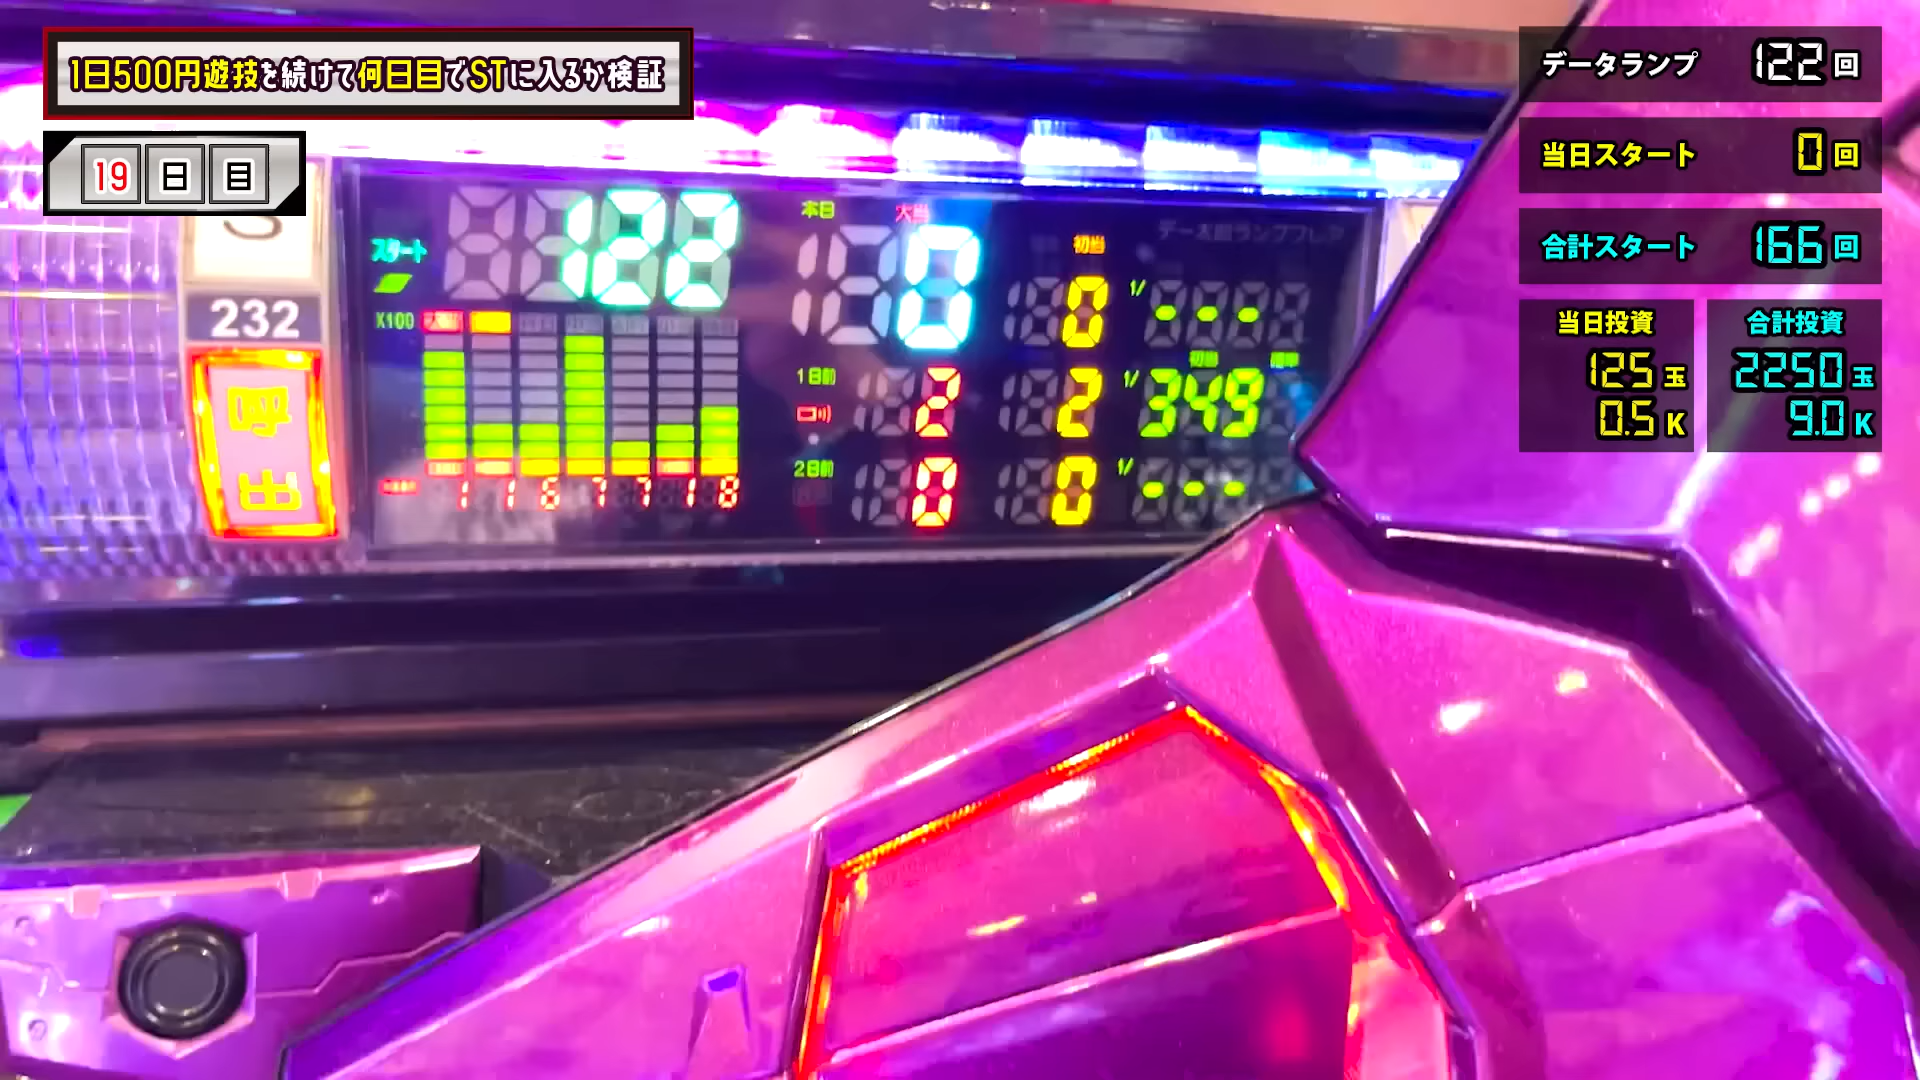 1日500円遊技を続けて何日目でSTに入るか検証
19日目
データランプ 122回
当日スタート 0回
合計スタート 166回
当日投資
125玉
0.5K
合計投資
2250玉
9.0K
232
呼出
スタート
122
X100
1 1 6 7 7 1 8
本日 大当
0
初当
0
1/ ---
1日前
2
2
初当
1/349
2日前
0
0
1/ ---